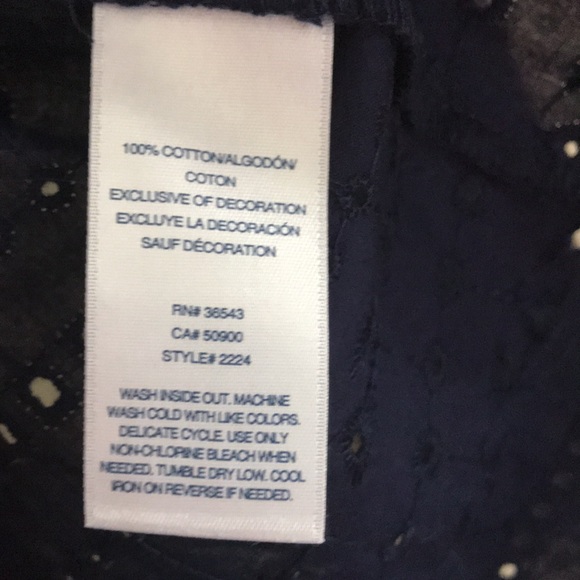 100% COTTON/ALGODÓN/
COTON
EXCLUSIVE OF DECORATION
EXCLUYE LA DECORACIÓN
SAUF DÉCORATION
RN# 36543
CA# 50900
STYLE# 2224
WASH INSIDE OUT. MACHINE
WASH COLD WITH LIKE COLORS.
DELICATE CYCLE. USE ONLY
NON-CHLORINE BLEACH WHEN
NEEDED. TUMBLE DRY LOW. COOL
IRON ON REVERSE IF NEEDED.